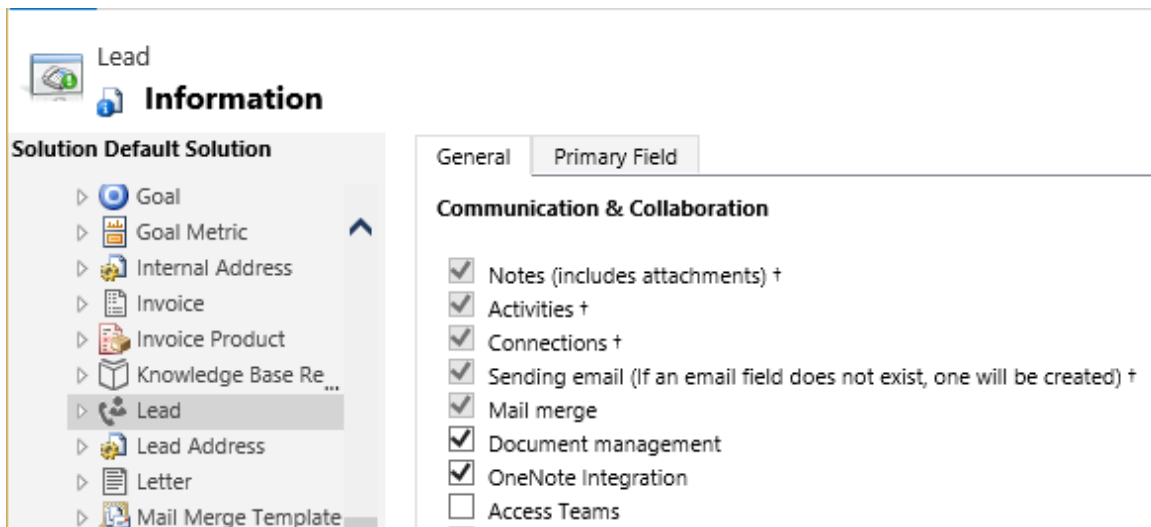 Lead
Information
Solution Default Solution
Goal
Goal Metric
Internal Address
Invoice
Invoice Product
Knowledge Base Re...
Lead
Lead Address
Letter
Mail Merge Template
General
Primary Field
Communication & Collaboration
Notes (includes attachments) †
Activities †
Connections †
Sending email (If an email field does not exist, one will be created) †
Mail merge
Document management
OneNote Integration
Access Teams